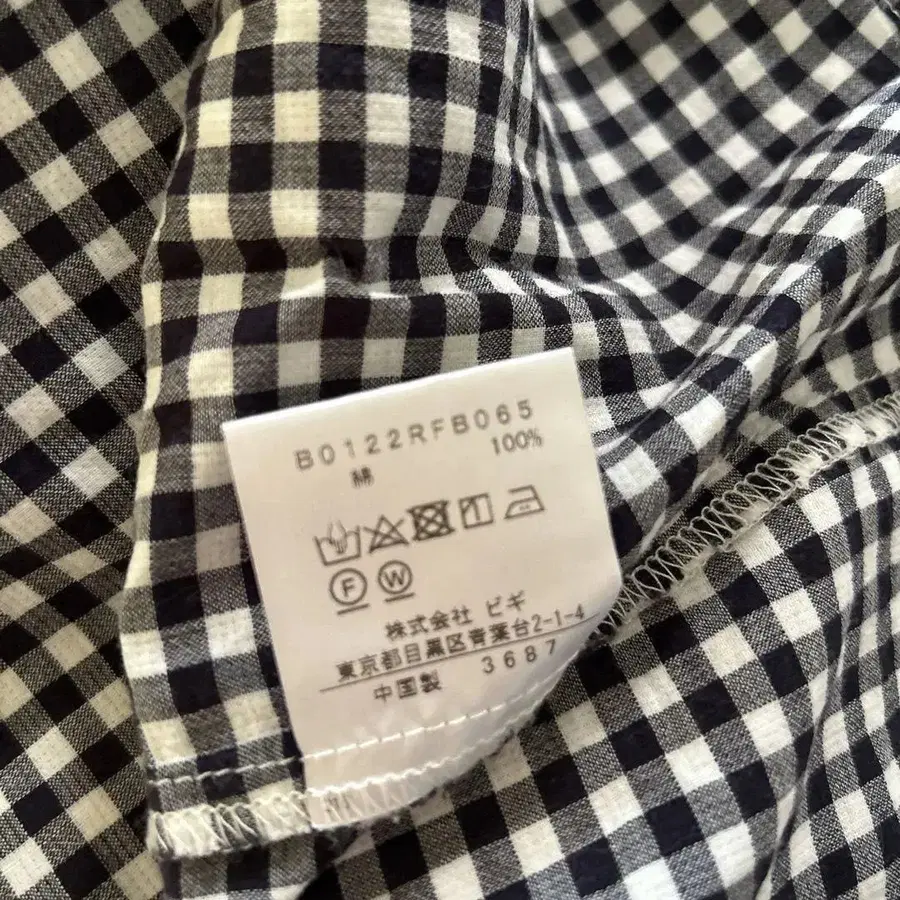 B0122RFB065
綿 100%
F W
株式会社 ビギ
東京都目黒区青葉台2-1-4
中国製 3687